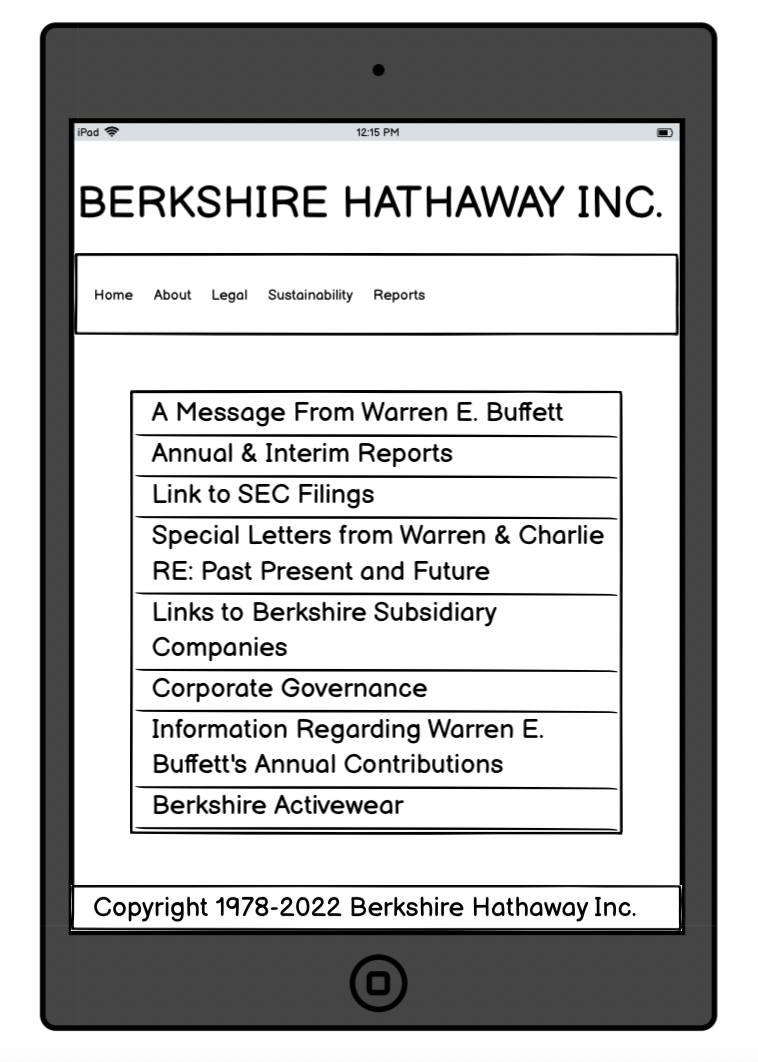 iPad 12:15 PM
BERKSHIRE HATHAWAY INC.
Home About Legal Sustainability Reports
A Message From Warren E. Buffett
Annual & Interim Reports
Link to SEC Filings
Special Letters from Warren & Charlie
RE: Past Present and Future
Links to Berkshire Subsidiary
Companies
Corporate Governance
Information Regarding Warren E.
Buffett's Annual Contributions
Berkshire Activewear
Copyright 1978-2022 Berkshire Hathaway Inc.